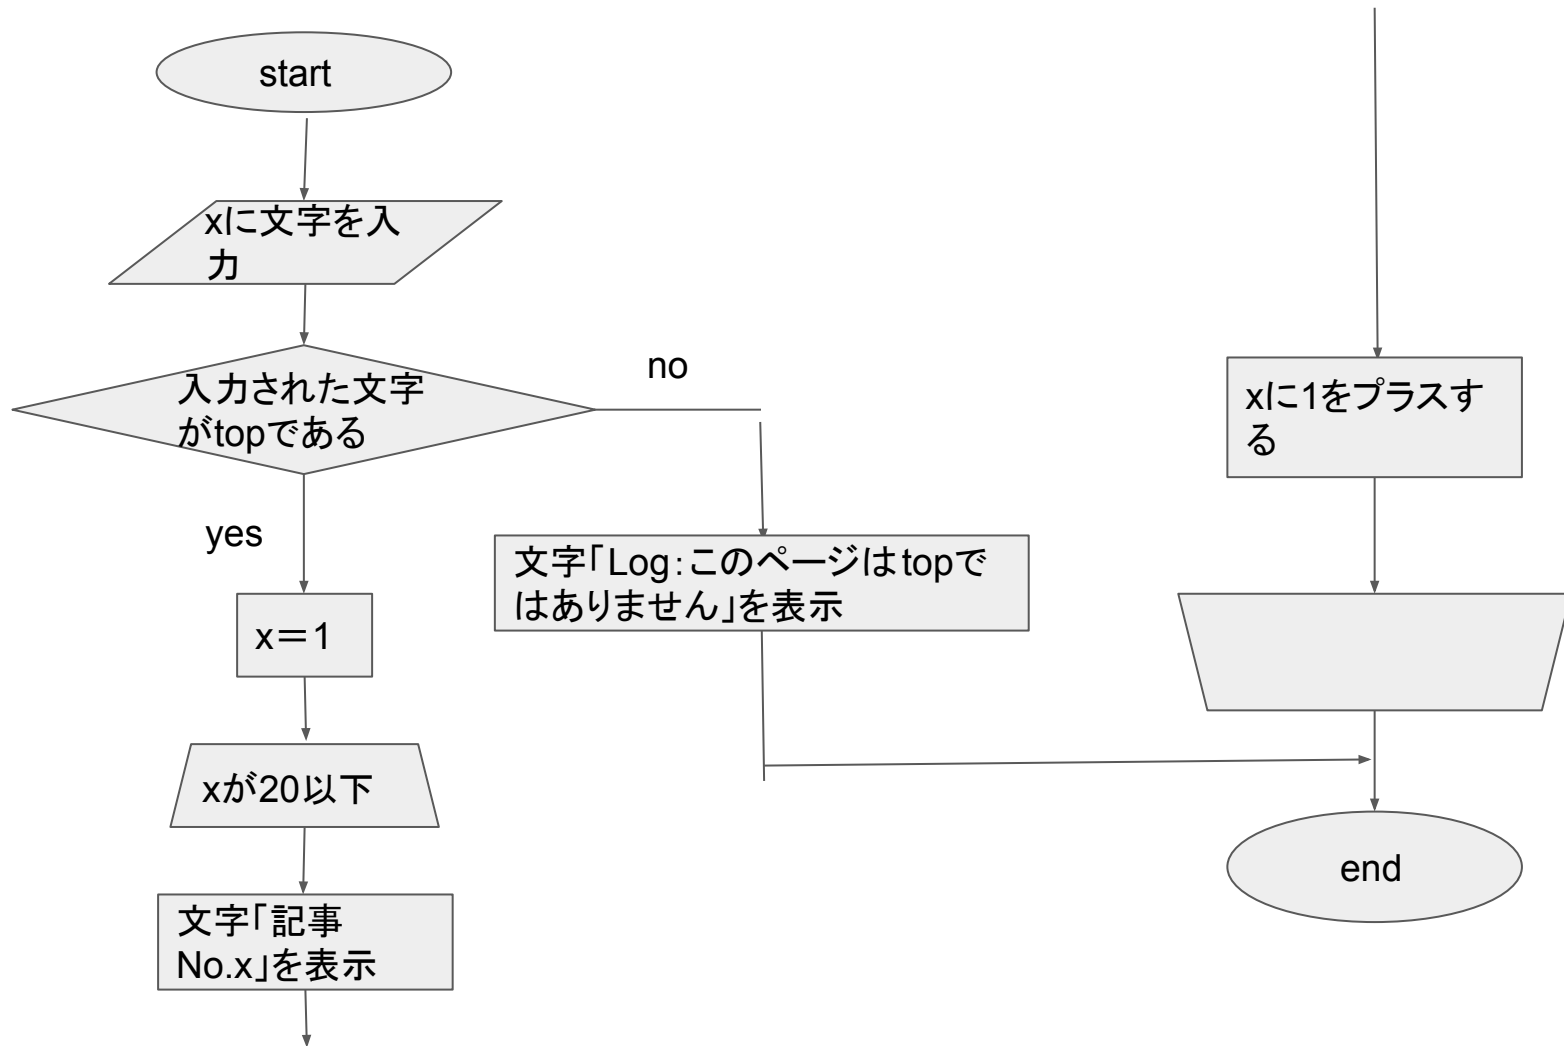 start
xに文字を入
力
入力された文字
がtopである
no
yes
文字「Log：このページはtopで
はありません」を表示
x＝1
xが20以下
文字「記事
No.x」を表示
xに1をプラスす
る
end